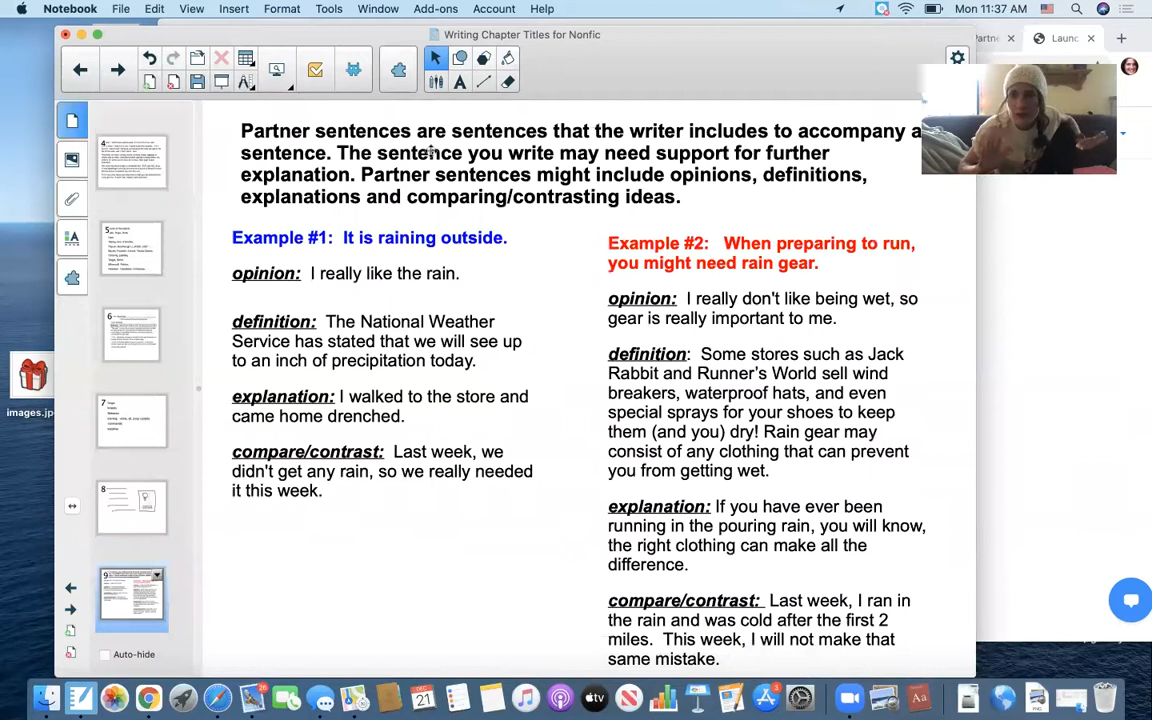 Notebook File Edit View Insert Format Tools Window Add-ons Account Help Mon 11:37 AM
Writing Chapter Titles for Nonfic
Launc
Partner sentences are sentences that the writer includes to accompany a
sentence. The sentence you write may need support for further
explanation. Partner sentences might include opinions, definitions,
explanations and comparing/contrasting ideas.
Example #1: It is raining outside.
opinion: I really like the rain.
definition: The National Weather
Service has stated that we will see up
to an inch of precipitation today.
explanation: I walked to the store and
came home drenched.
compare/contrast: Last week, we
didn't get any rain, so we really needed
it this week.
Example #2: When preparing to run,
you might need rain gear.
opinion: I really don't like being wet, so
gear is really important to me.
definition: Some stores such as Jack
Rabbit and Runner's World sell wind
breakers, waterproof hats, and even
special sprays for your shoes to keep
them (and you) dry! Rain gear may
consist of any clothing that can prevent
you from getting wet.
explanation: If you have ever been
running in the pouring rain, you will know,
the right clothing can make all the
difference.
compare/contrast: Last week, I ran in
the rain and was cold after the first 2
miles. This week, I will not make that
same mistake.
4
5
6
7
8
9
Auto-hide
images.jp
DEC
21
tv
Aa